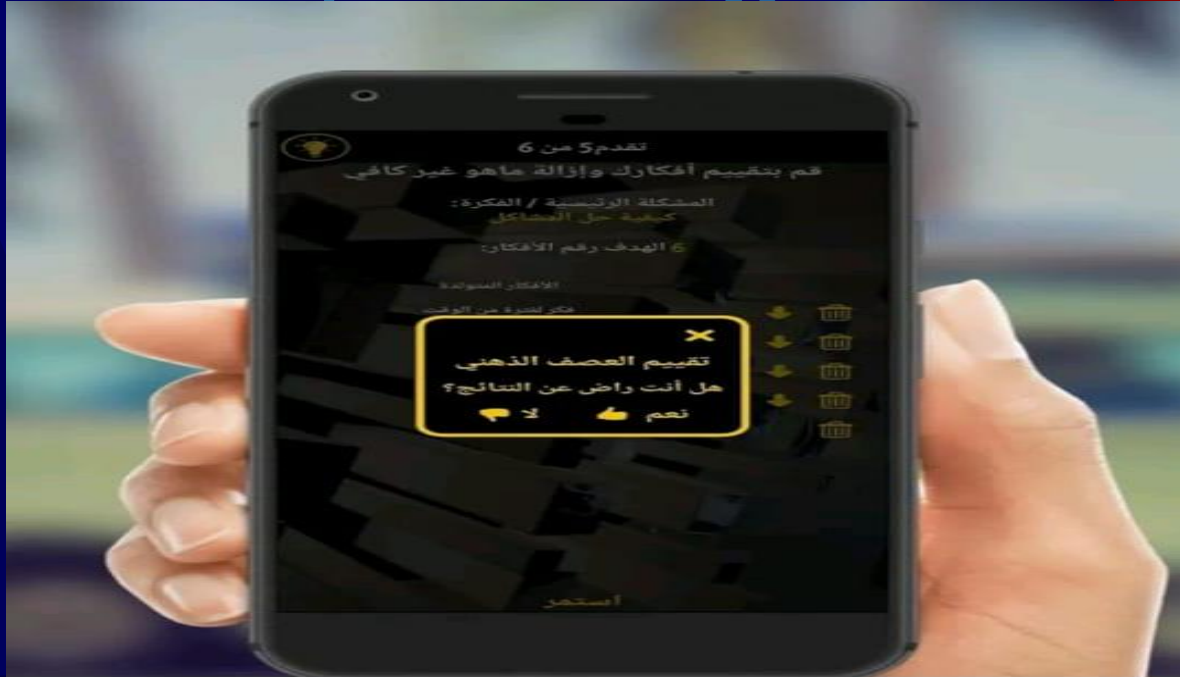 تقدم5 من 6
قم بتقييم أفكارك وإزالة ماهو غير كافي
المشكلة الرئيسية / الفكرة:
كيفية حل المشاكل
6 الهدف رقم الأفكار:
الأفكار المتولدة
فكر لفترة من الوقت
تقييم العصف الذهني
هل أنت راض عن النتائج؟
نعم لا
استمر